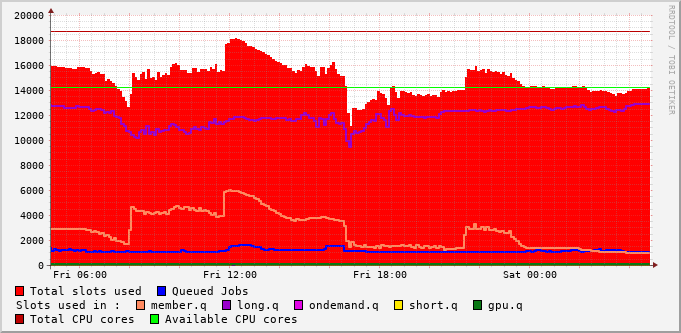 RRDTOOL / TOBI OETIKER
20000
18000
16000
14000
12000
10000
8000
6000
4000
2000
0
Fri 06:00 Fri 12:00 Fri 18:00 Sat 00:00
Total slots used Queued Jobs
Slots used in : member.q long.q ondemand.q short.q gpu.q
Total CPU cores Available CPU cores